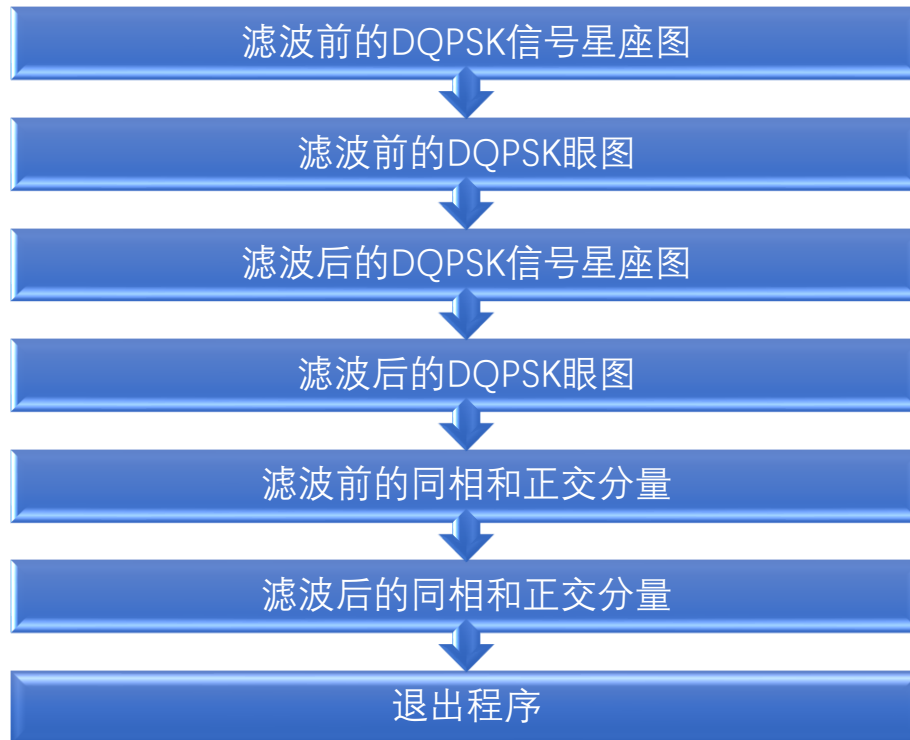 滤波前的DQPSK信号星座图
滤波前的DQPSK眼图
滤波后的DQPSK信号星座图
滤波后的DQPSK眼图
滤波前的同相和正交分量
滤波后的同相和正交分量
退出程序